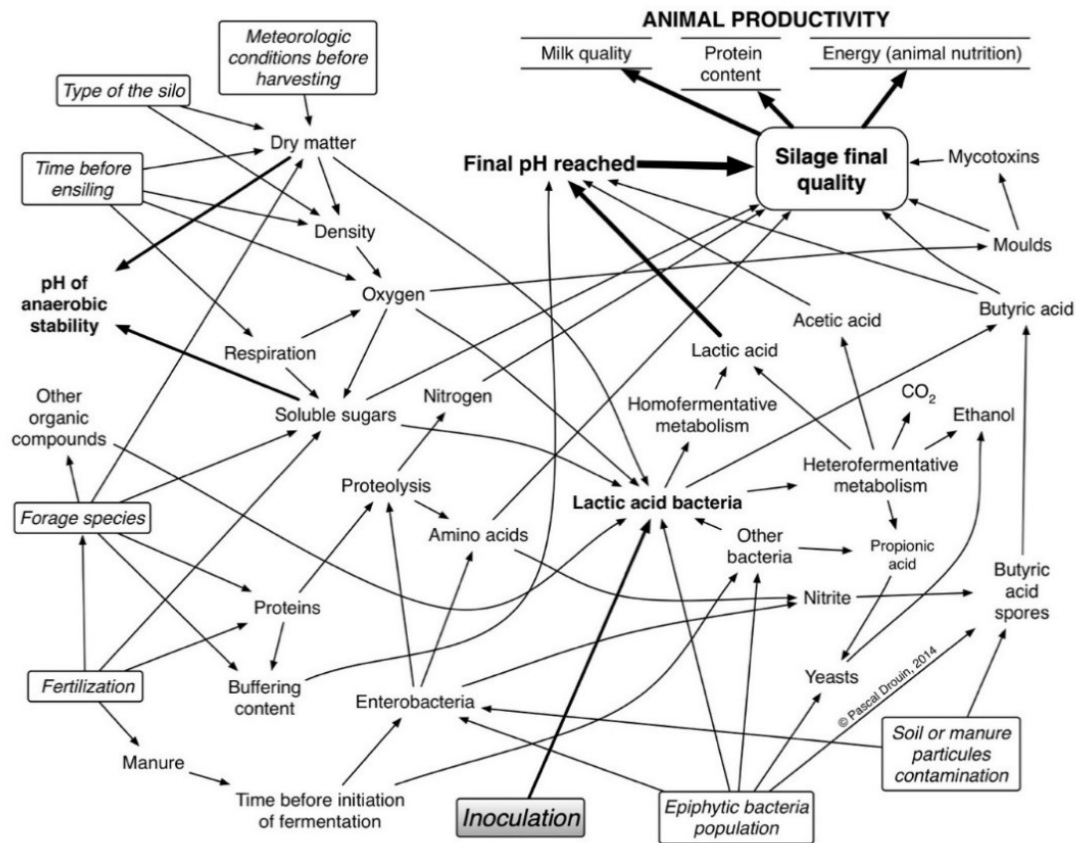 ANIMAL PRODUCTIVITY
Meteorologic
conditions before
harvesting
Milk quality
Protein
content
Energy (animal nutrition)
Type of the silo
Dry matter
Time before
ensiling
Final pH reached
Silage final
quality
Mycotoxins
Density
Moulds
pH of
anaerobic
stability
Oxygen
Butyric acid
Acetic acid
Respiration
Lactic acid
Other
organic
compounds
Soluble sugars
Nitrogen
Homofermentative
metabolism
CO2
Ethanol
Proteolysis
Heterofermentative
metabolism
Lactic acid bacteria
Forage species
Amino acids
Other
bacteria
Propionic
acid
Butyric
acid
spores
Proteins
Nitrite
Fertilization
Buffering
content
Enterobacteria
Yeasts
© Pascal Drouin, 2014
Soil or manure
particules
contamination
Manure
Time before initiation
of fermentation
Inoculation
Epiphytic bacteria
population